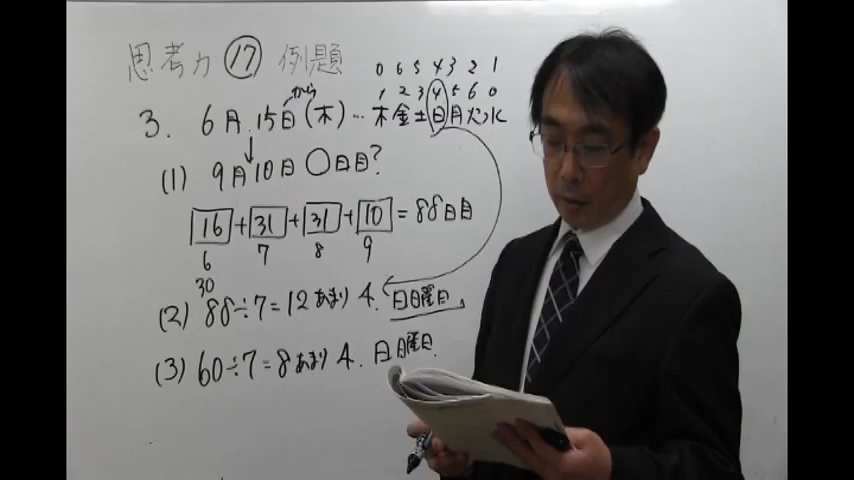 思考力 ⑰ 例題
0 6 5 4 3 2 1
1 2 3 4 5 6 0
3. 6月15日から(木)… 木金土日月火水
(1) 9月10日 ○日目?
16+31+31+10=88日目
6 7 8 9
30
(2) 88÷7=12あまり4. 日曜日
(3) 60÷7=8あまり4. 日曜日.